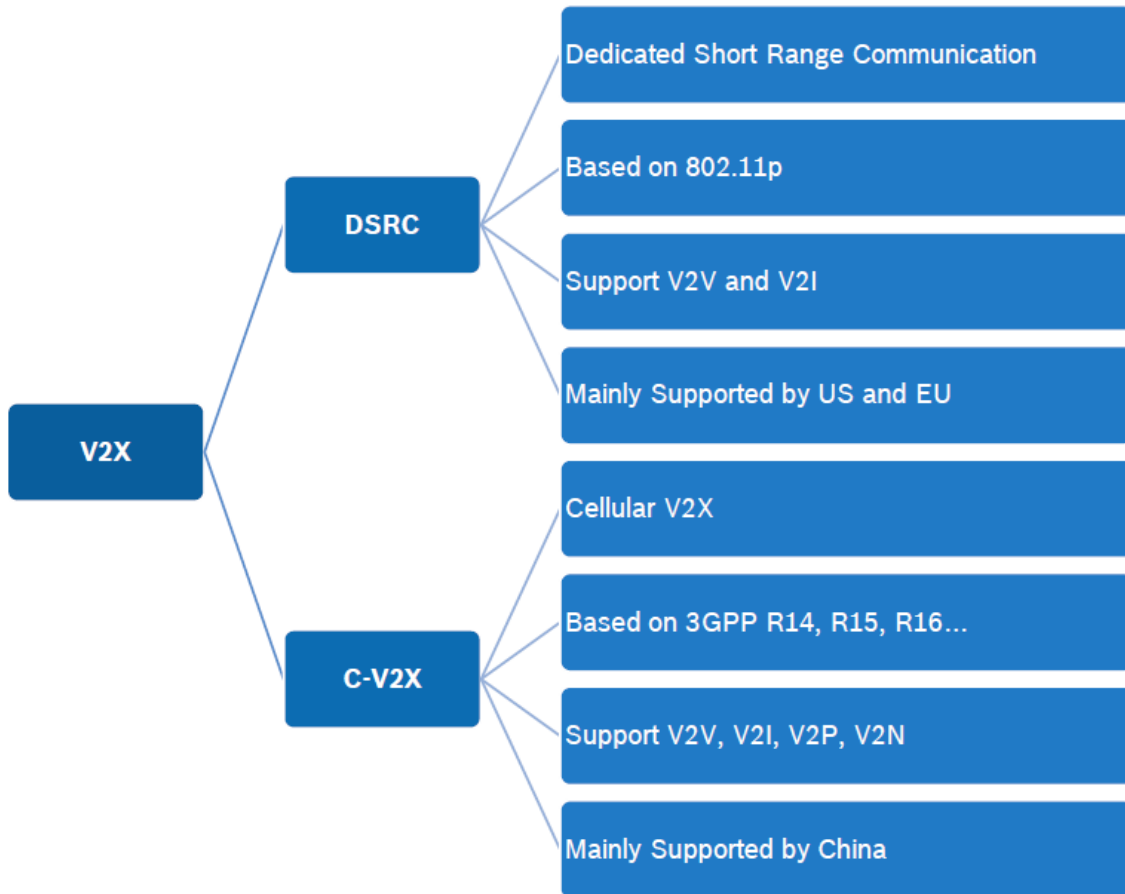 V2X
DSRC
Dedicated Short Range Communication
Based on 802.11p
Support V2V and V2I
Mainly Supported by US and EU
C-V2X
Cellular V2X
Based on 3GPP R14, R15, R16...
Support V2V, V2I, V2P, V2N
Mainly Supported by China